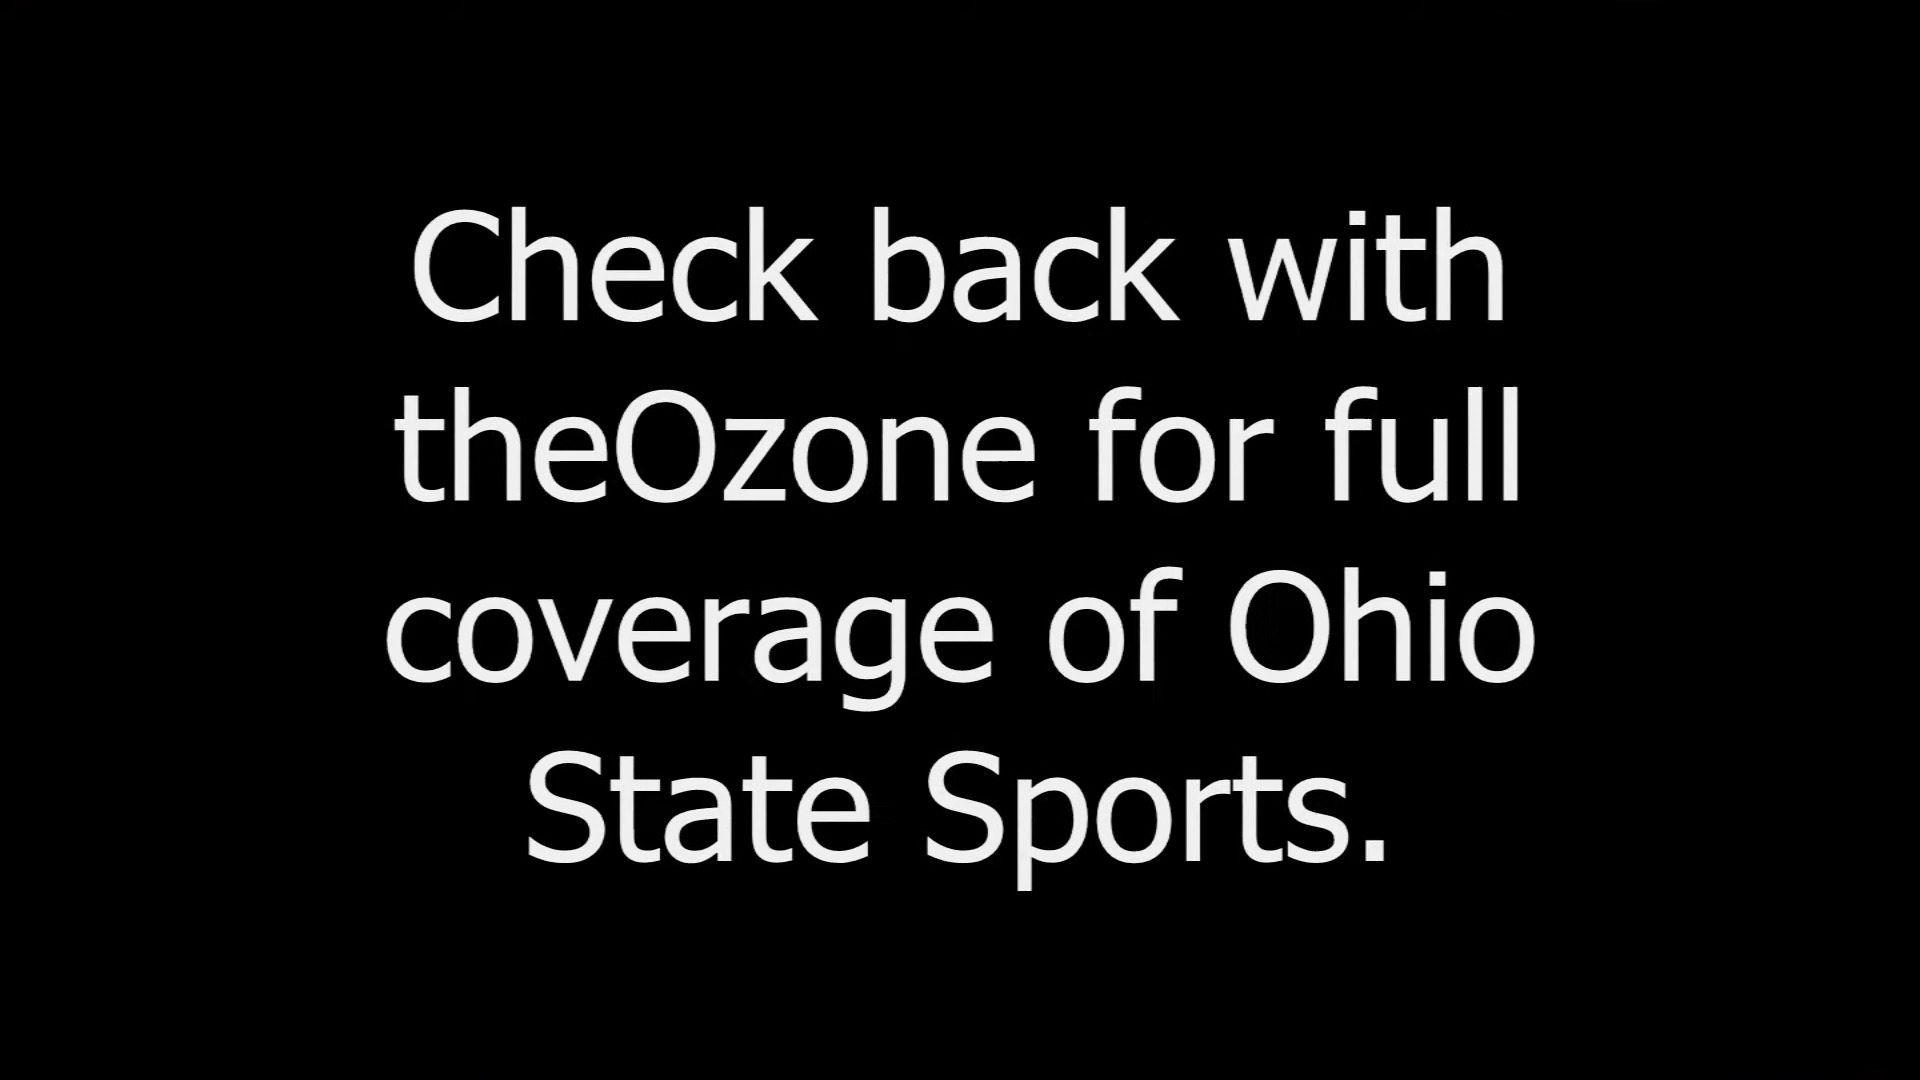 Check back with
theOzone for full
coverage of Ohio
State Sports.